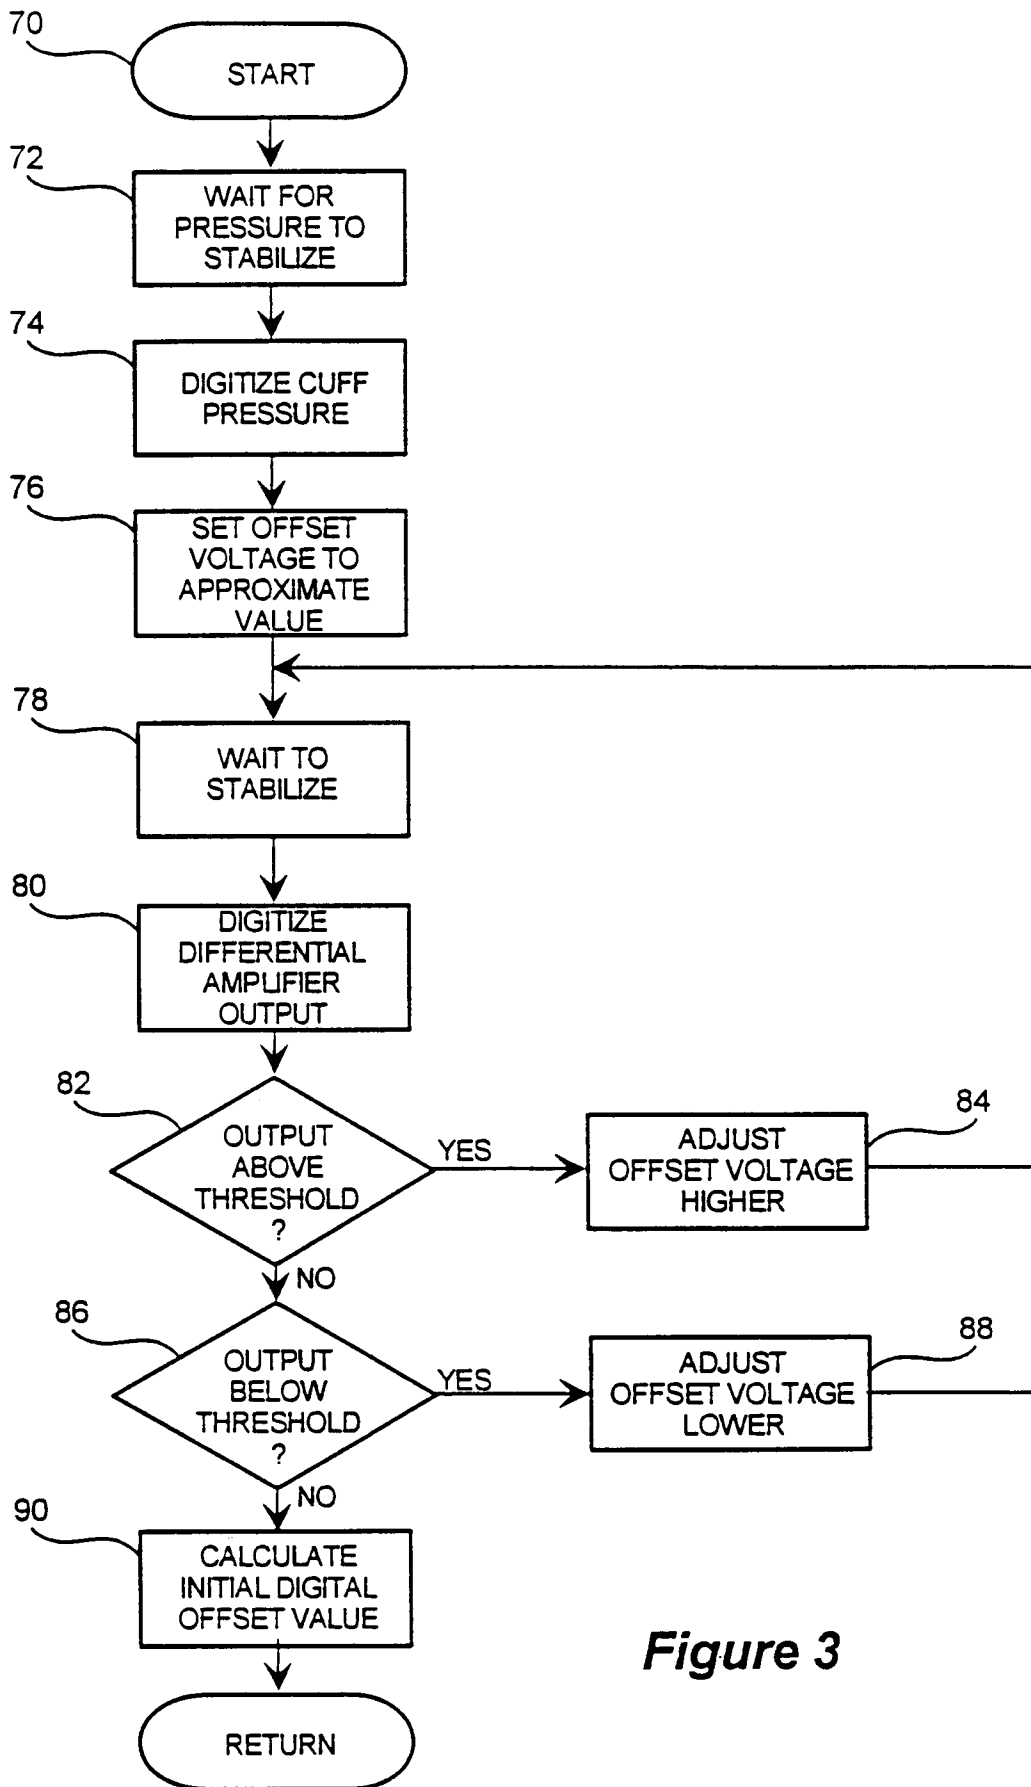 70
START
72
WAIT FOR
PRESSURE TO
STABILIZE
74
DIGITIZE CUFF
PRESSURE
76
SET OFFSET
VOLTAGE TO
APPROXIMATE
VALUE
78
WAIT TO
STABILIZE
80
DIGITIZE
DIFFERENTIAL
AMPLIFIER
OUTPUT
82
OUTPUT
ABOVE
THRESHOLD
?
YES
84
ADJUST
OFFSET VOLTAGE
HIGHER
NO
86
OUTPUT
BELOW
THRESHOLD
?
YES
88
ADJUST
OFFSET VOLTAGE
LOWER
NO
90
CALCULATE
INITIAL DIGITAL
OFFSET VALUE
RETURN
Figure 3